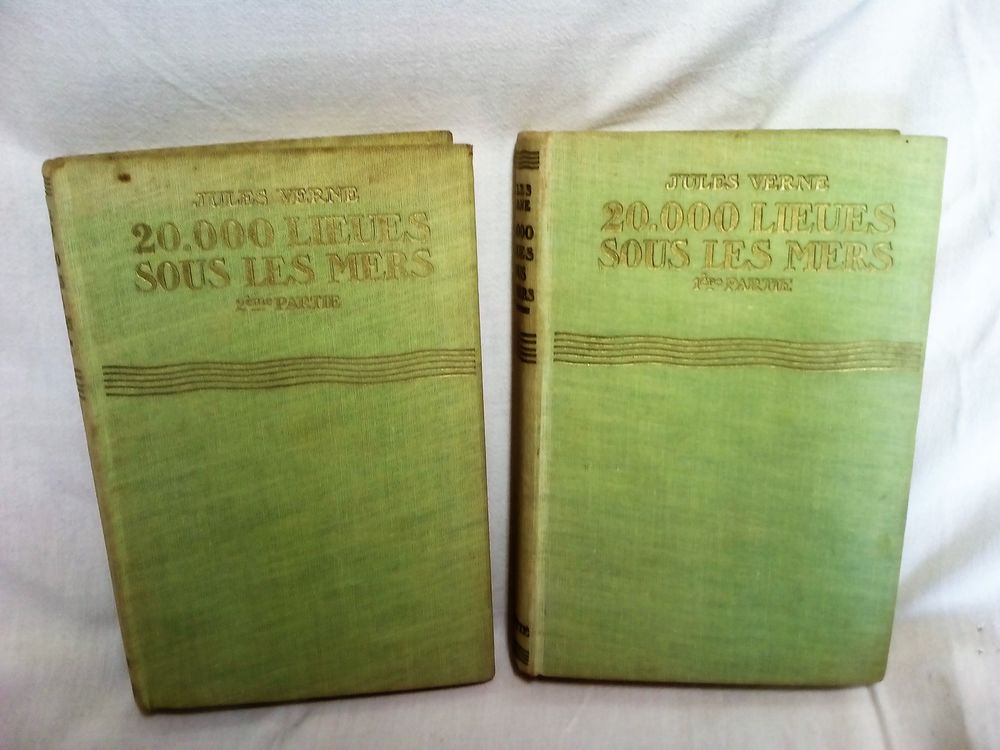 JULES VERNE
20.000 LIEUES
SOUS LES MERS
2ème PARTIE
JULES VERNE
20.000 LIEUES
SOUS LES MERS
1ère PARTIE